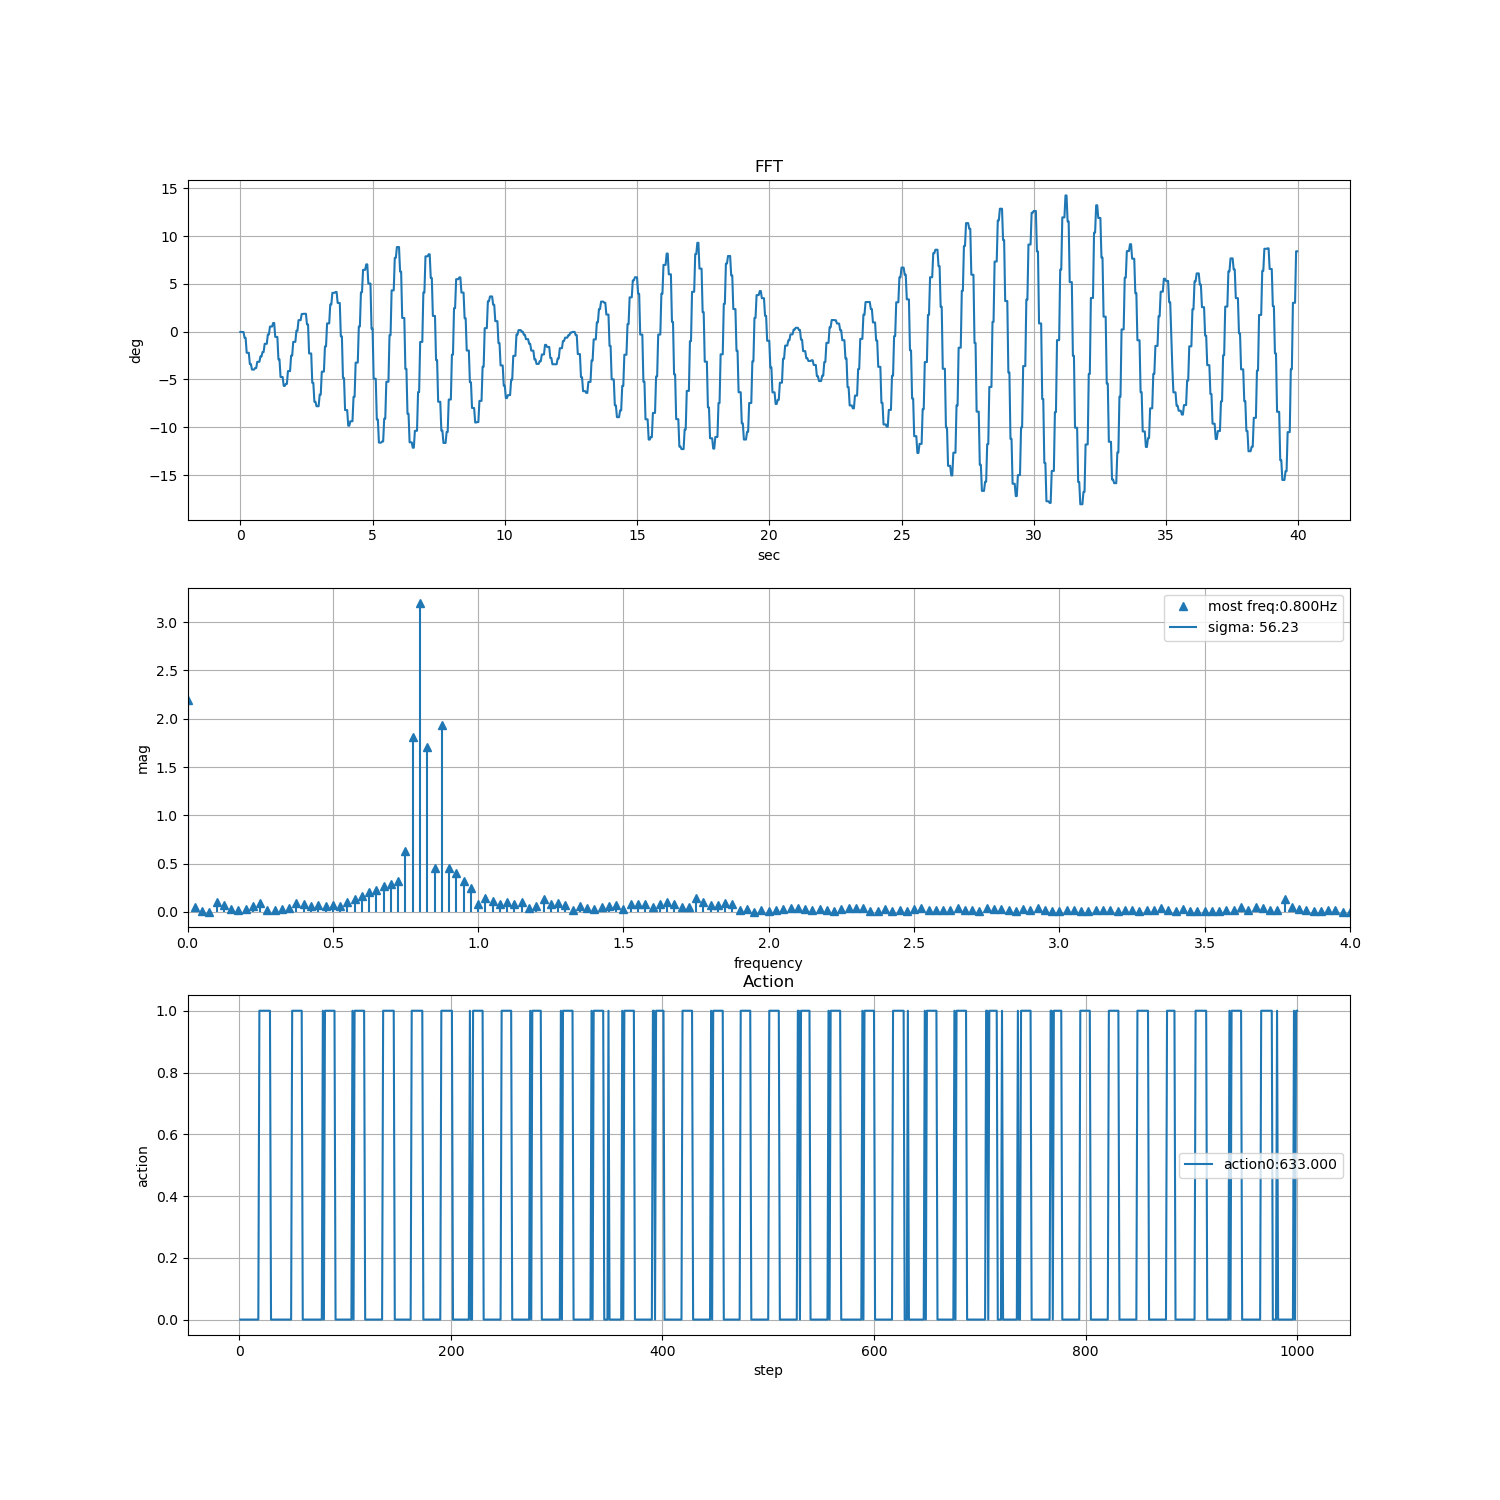 FFT
15
10
5
0
−5
−10
−15
deg
0 5 10 15 20 25 30 35 40
sec
3.0
2.5
2.0
1.5
1.0
0.5
0.0
mag
most freq:0.800Hz
sigma: 56.23
0.0 0.5 1.0 1.5 2.0 2.5 3.0 3.5 4.0
frequency
Action
1.0
0.8
0.6
0.4
0.2
0.0
action
action0:633.000
0 200 400 600 800 1000
step